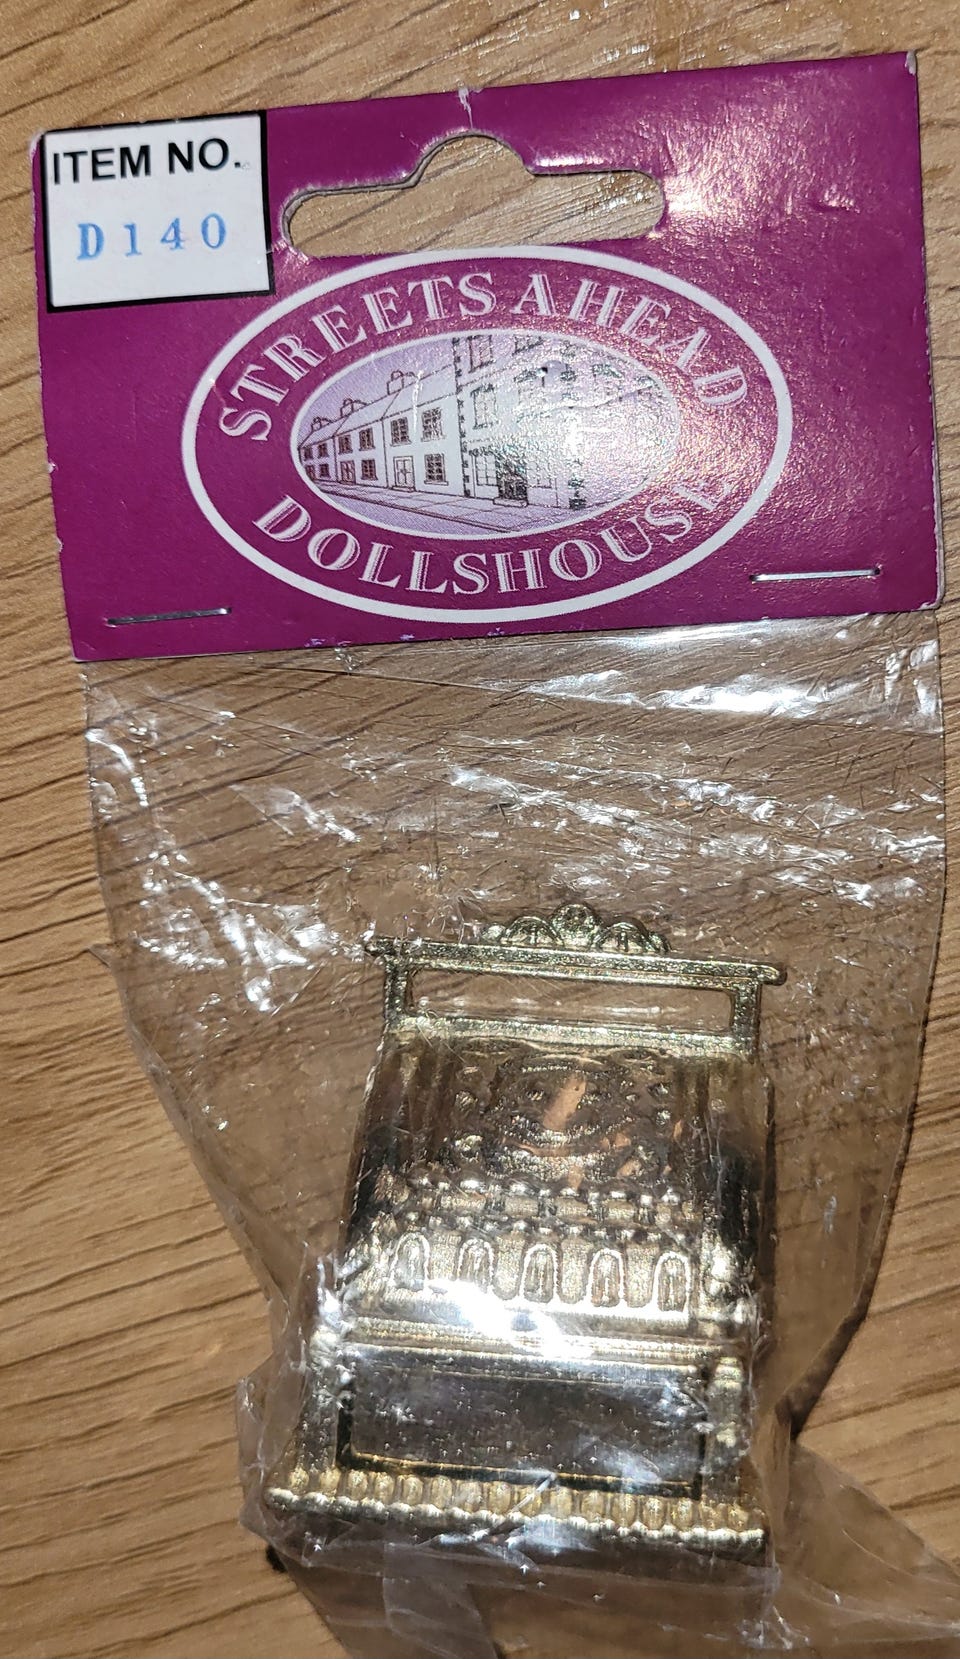 ITEM NO.
D140
STREETS AHEAD
DOLLSHOUSE